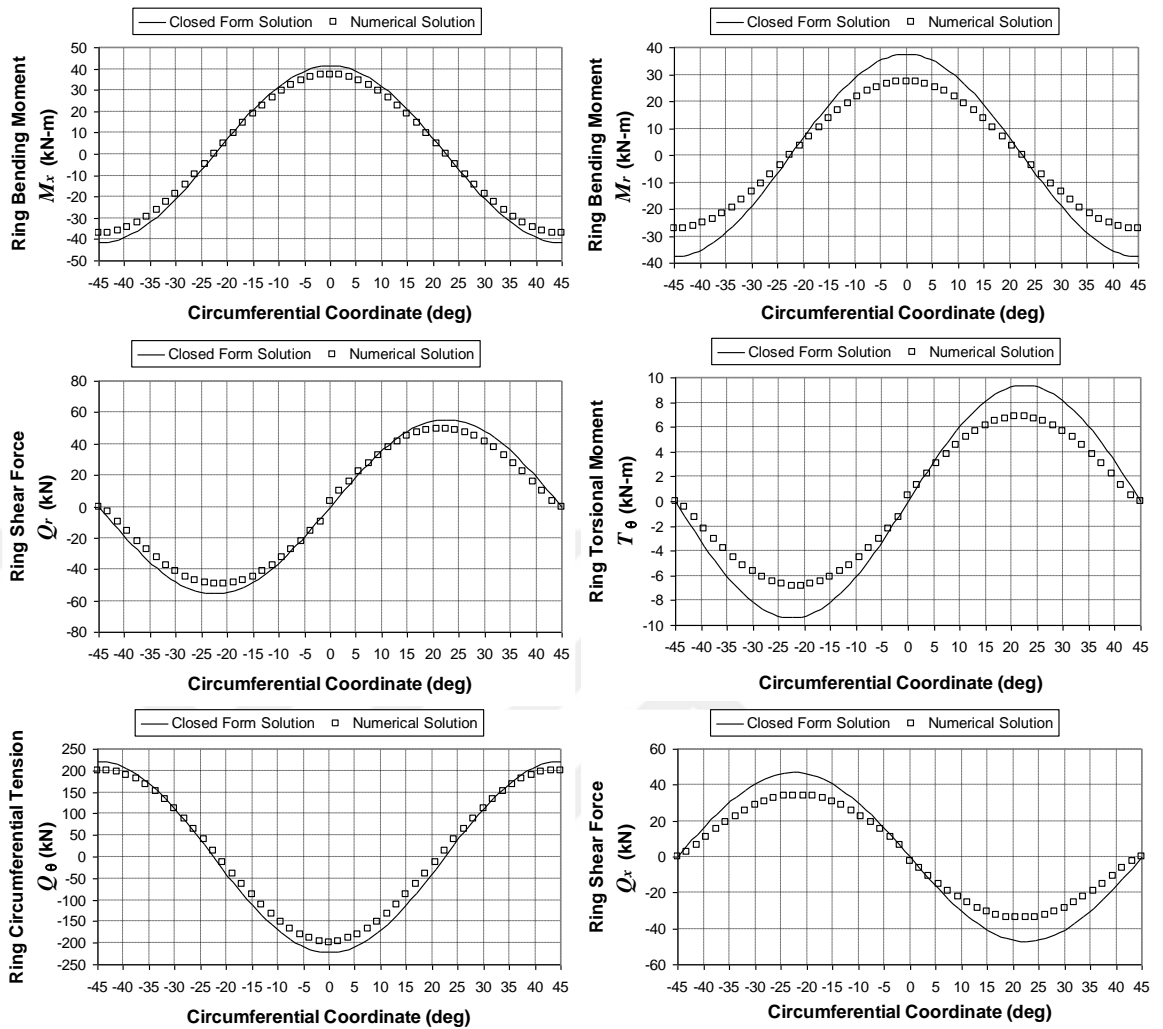 Closed Form Solution Numerical Solution
Ring Bending Moment
Mx (kN-m)
50
40
30
20
10
0
-10
-20
-30
-40
-50
-45 -40 -35 -30 -25 -20 -15 -10 -5 0 5 10 15 20 25 30 35 40 45
Circumferential Coordinate (deg)
Closed Form Solution Numerical Solution
Ring Bending Moment
Mr (kN-m)
40
30
20
10
0
-10
-20
-30
-40
-45 -40 -35 -30 -25 -20 -15 -10 -5 0 5 10 15 20 25 30 35 40 45
Circumferential Coordinate (deg)
Closed Form Solution Numerical Solution
Ring Shear Force
Qr (kN)
80
60
40
20
0
-20
-40
-60
-80
-45 -40 -35 -30 -25 -20 -15 -10 -5 0 5 10 15 20 25 30 35 40 45
Circumferential Coordinate (deg)
Closed Form Solution Numerical Solution
Ring Torsional Moment
Tθ (kN-m)
10
8
6
4
2
0
-2
-4
-6
-8
-10
-45 -40 -35 -30 -25 -20 -15 -10 -5 0 5 10 15 20 25 30 35 40 45
Circumferential Coordinate (deg)
Closed Form Solution Numerical Solution
Ring Circumferential Tension
Qθ (kN)
250
200
150
100
50
0
-50
-100
-150
-200
-250
-45 -40 -35 -30 -25 -20 -15 -10 -5 0 5 10 15 20 25 30 35 40 45
Circumferential Coordinate (deg)
Closed Form Solution Numerical Solution
Ring Shear Force
Qx (kN)
60
40
20
0
-20
-40
-60
-45 -40 -35 -30 -25 -20 -15 -10 -5 0 5 10 15 20 25 30 35 40 45
Circumferential Coordinate (deg)